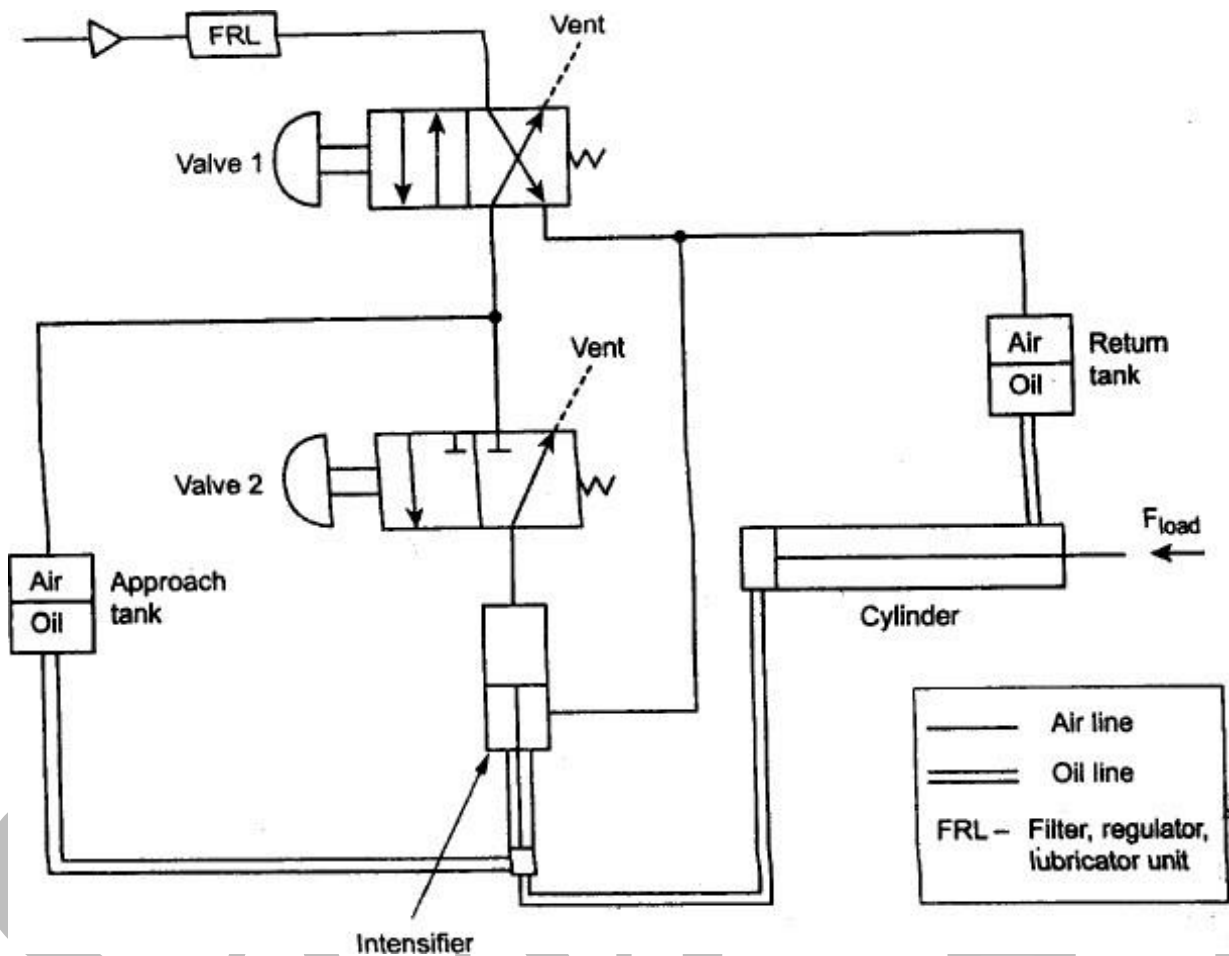 FRL
Vent
Valve 1
Vent
Valve 2
Air
Oil
Return
tank
Air
Oil
Approach
tank
Fload
Cylinder
Air line
Oil line
FRL – Filter, regulator,
lubricator unit
Intensifier